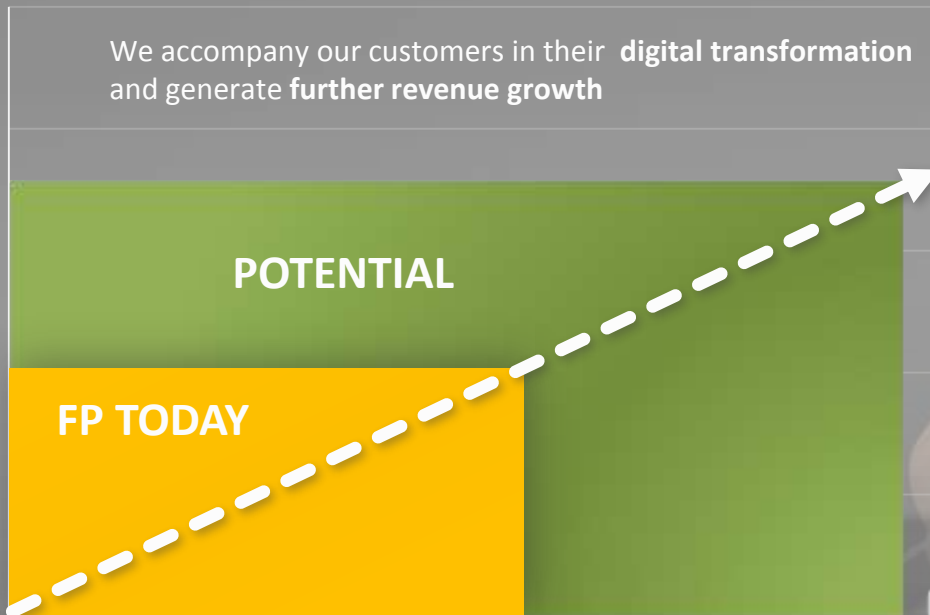 We accompany our customers in their digital transformation
and generate further revenue growth
POTENTIAL
FP TODAY